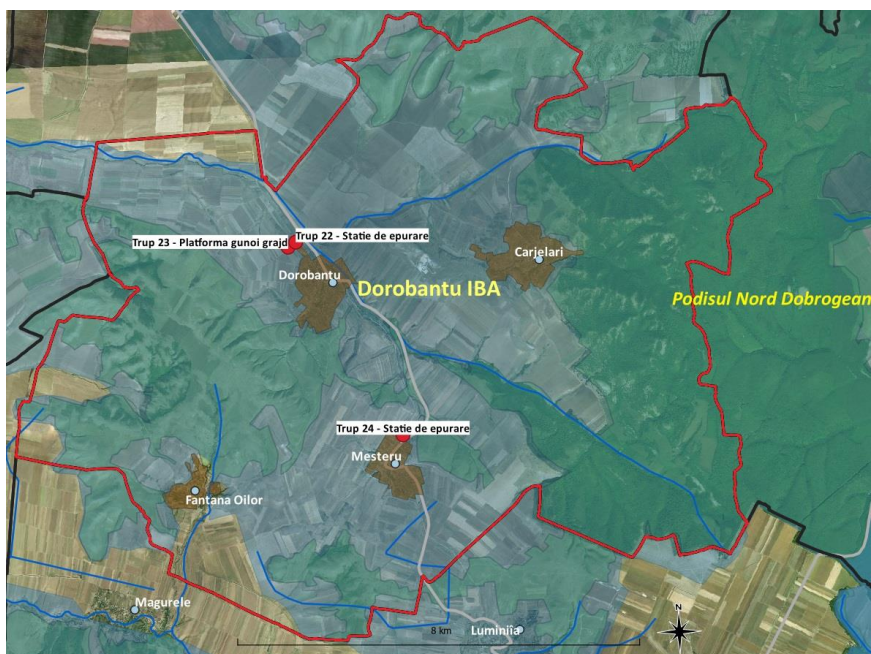 Trup 22 - Statie de epurare
Trup 23 - Platforma gunoi grajd
Carjelari
Dorobantu
Dorobantu IBA
Podisul Nord Dobrogean
Trup 24 - Statie de epurare
Mesteru
Fantana Oilor
Magurele
N
Luminiia
8 km